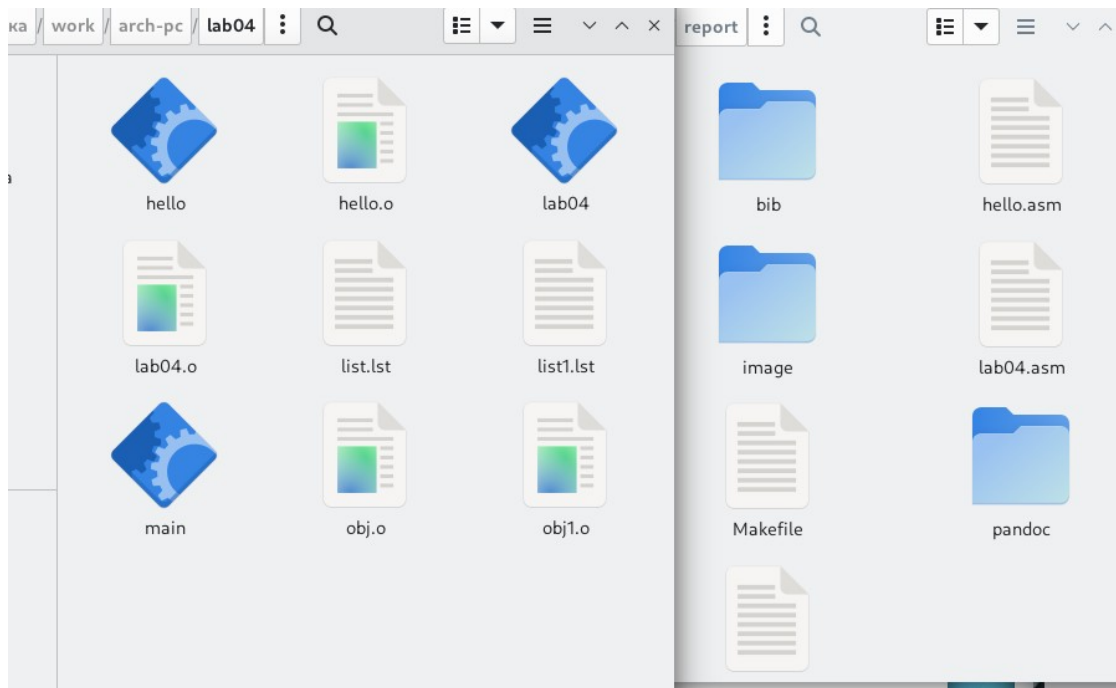 ка / work / arch-pc / lab04
report
hello hello.o lab04
lab04.o list.lst list1.lst
main obj.o obj1.o
bib hello.asm
image lab04.asm
Makefile pandoc